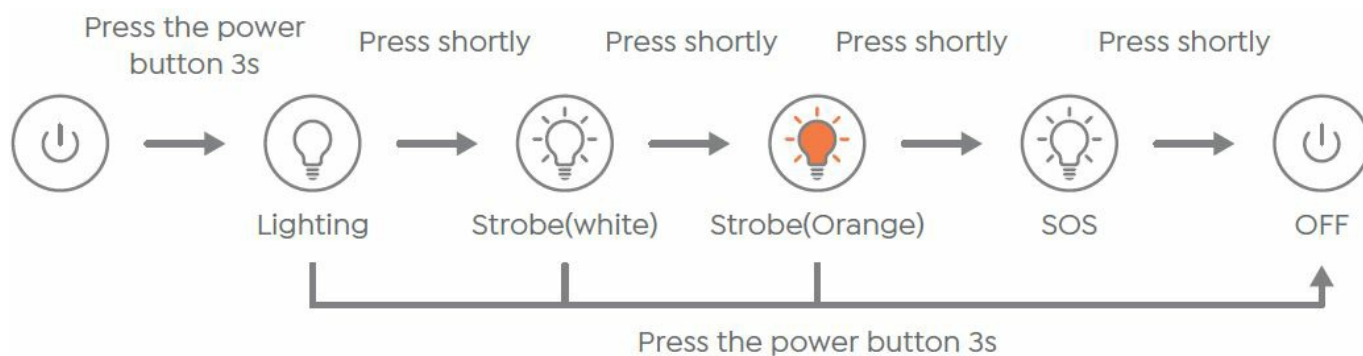 Press the power
button 3s
Press shortly
Press shortly
Press shortly
Press shortly
Lighting
Strobe(white)
Strobe(Orange)
SOS
OFF
Press the power button 3s